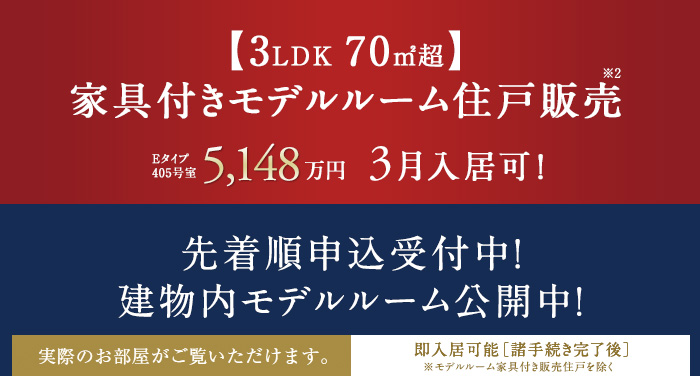 【3LDK 70㎡超】
家具付きモデルルーム住戸販売※2
Eタイプ
405号室 5,148万円 3月入居可!
先着順申込受付中!
建物内モデルルーム公開中!
実際のお部屋がご覧いただけます。
即入居可能[諸手続き完了後]
※モデルルーム家具付き販売住戸を除く